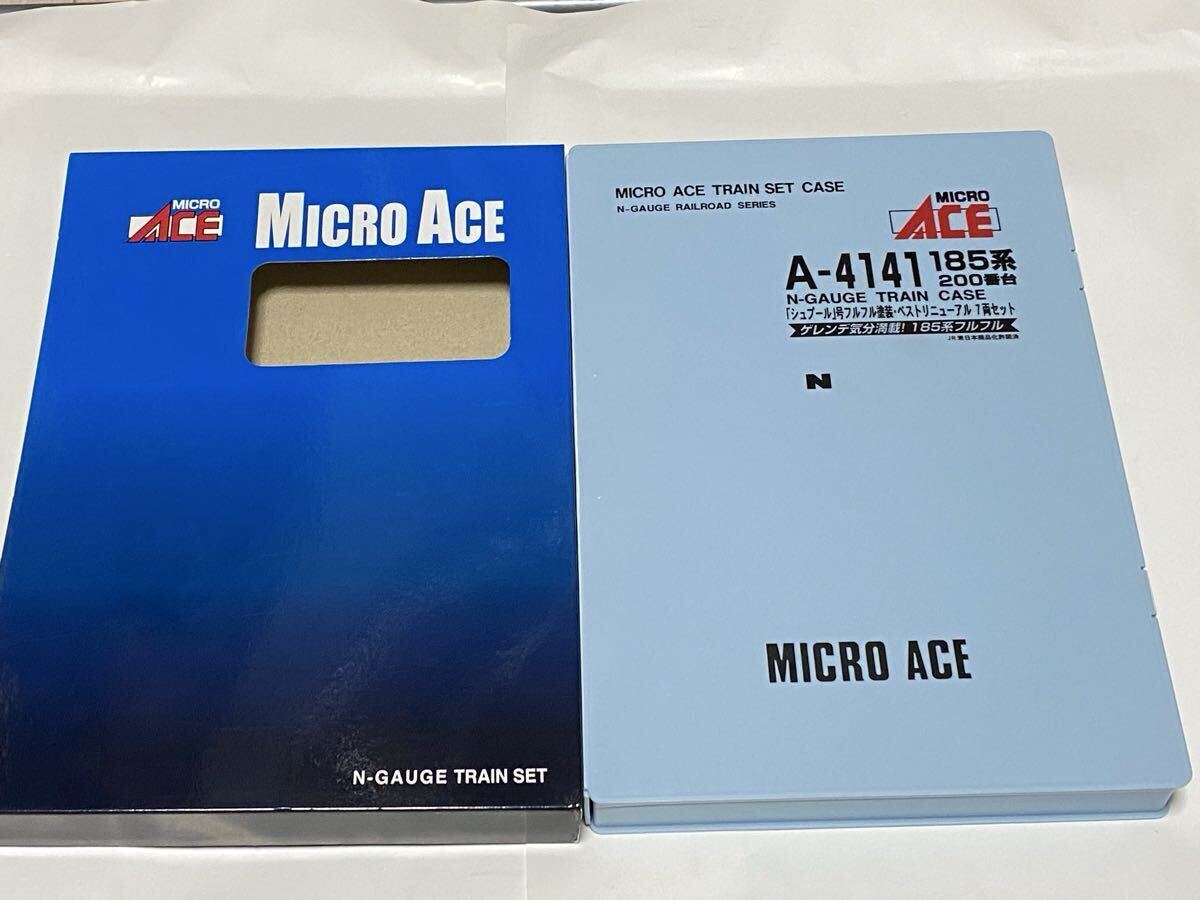 MICRO
ACE
MICRO ACE
N-GAUGE TRAIN SET
MICRO ACE TRAIN SET CASE
N-GAUGE RAILROAD SERIES
MICRO
ACE
A-4141 185系
200番台
N-GAUGE TRAIN CASE
「シュプール」号フルフル塗装・ベストリニューアル 7両セット
ゲレンデ気分満載! 185系フルフル
JR東日本商品化許諾済
N
MICRO ACE